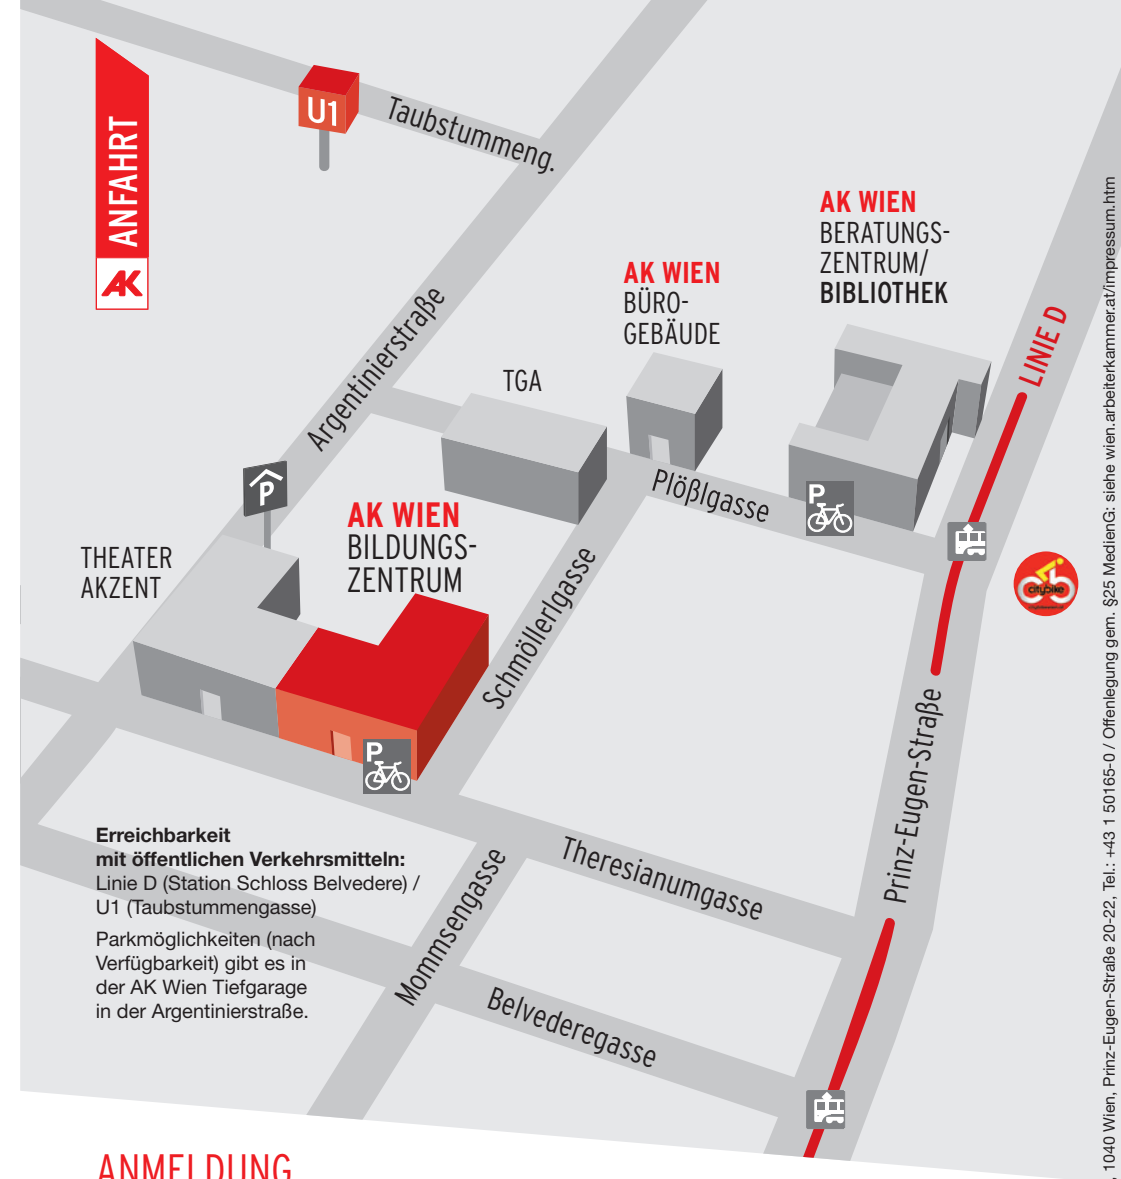 ANFAHRT
AK
U1
Taubstummeng.
Argentinierstraße
AK WIEN
BERATUNGS-
ZENTRUM/
BIBLIOTHEK
AK WIEN
BÜRO-
GEBÄUDE
TGA
LINIE D
P
Plößlgasse
P
AK WIEN
BILDUNGS-
ZENTRUM
THEATER
AKZENT
Schmöllerlgasse
citybike
P
Prinz-Eugen-Straße
Theresianumgasse
Mommsengasse
Belvederegasse
Erreichbarkeit
mit öffentlichen Verkehrsmitteln:
Linie D (Station Schloss Belvedere) /
U1 (Taubstummengasse)
Parkmöglichkeiten (nach
Verfügbarkeit) gibt es in
der AK Wien Tiefgarage
in der Argentinierstraße.
ANMELDUNG
, 1040 Wien, Prinz-Eugen-Straße 20-22, Tel.: +43 1 50165-0 / Offenlegung gem. §25 MedienG: siehe wien.arbeiterkammer.at/impressum.htm